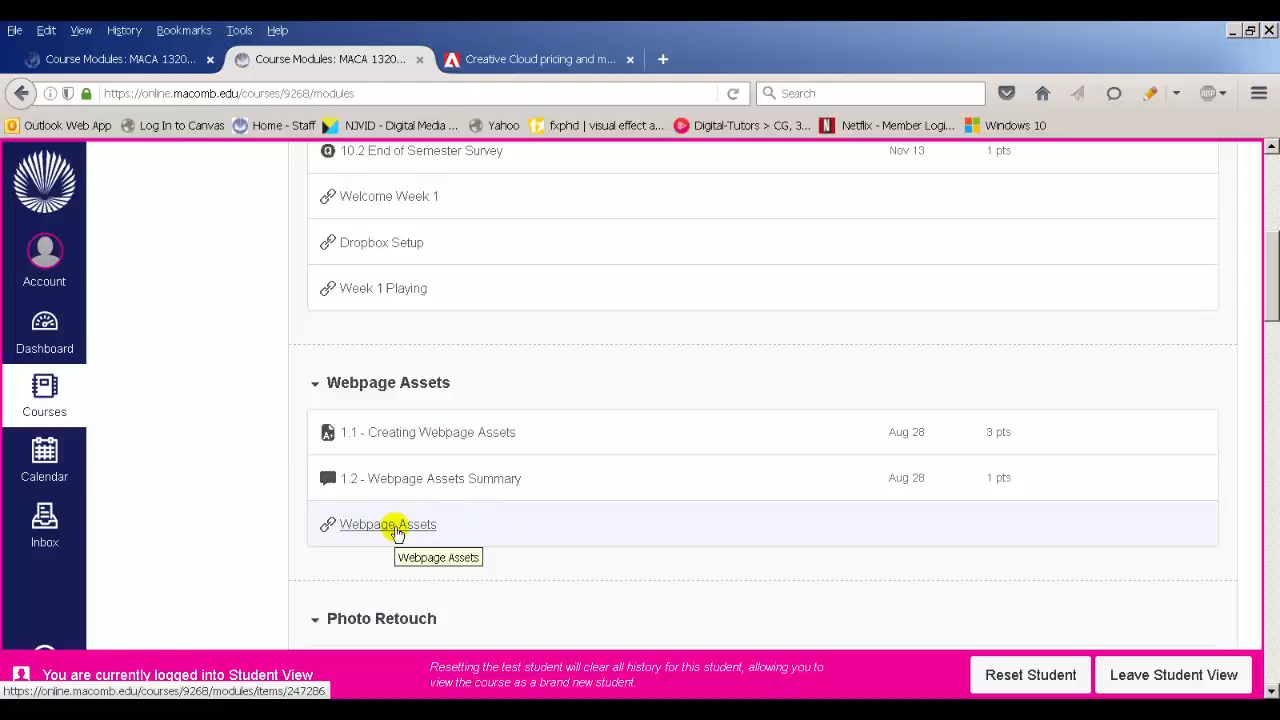 File Edit View History Bookmarks Tools Help
Course Modules: MACA 1320... × Course Modules: MACA 1320... × Creative Cloud pricing and m... × +
https://online.macomb.edu/courses/9268/modules Search
Outlook Web App Log In to Canvas Home - Staff NJVID - Digital Media ... Yahoo fxphd | visual effect a... Digital-Tutors > CG, 3... Netflix - Member Logi... Windows 10
10.2 End of Semester Survey Nov 13 1 pts
Welcome Week 1
Dropbox Setup
Week 1 Playing
Account
Dashboard
Courses
Calendar
Inbox
Webpage Assets
1.1 - Creating Webpage Assets Aug 28 3 pts
1.2 - Webpage Assets Summary Aug 28 1 pts
Webpage Assets
Webpage Assets
Photo Retouch
You are currently logged into Student View
Resetting the test student will clear all history for this student, allowing you to
view the course as a brand new student.
Reset Student Leave Student View
https://online.macomb.edu/courses/9268/modules/items/247286